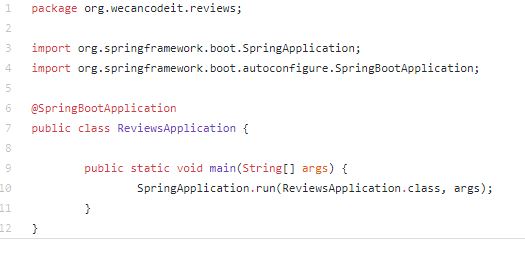 1 package org.wecancodeit.reviews;
2
3 import org.springframework.boot.SpringApplication;
4 import org.springframework.boot.autoconfigure.SpringBootApplication;
5
6 @SpringBootApplication
7 public class ReviewsApplication {
8
9 public static void main(String[] args) {
10 SpringApplication.run(ReviewsApplication.class, args);
11 }
12 }